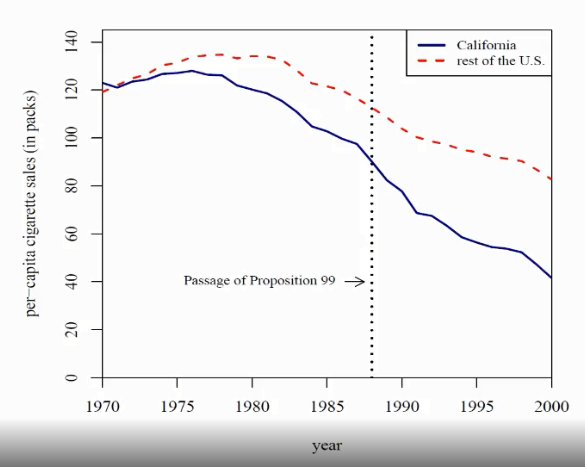 California
rest of the U.S.
per-capita cigarette sales (in packs)
140
120
100
80
60
40
20
0
Passage of Proposition 99
1970 1975 1980 1985 1990 1995 2000
year